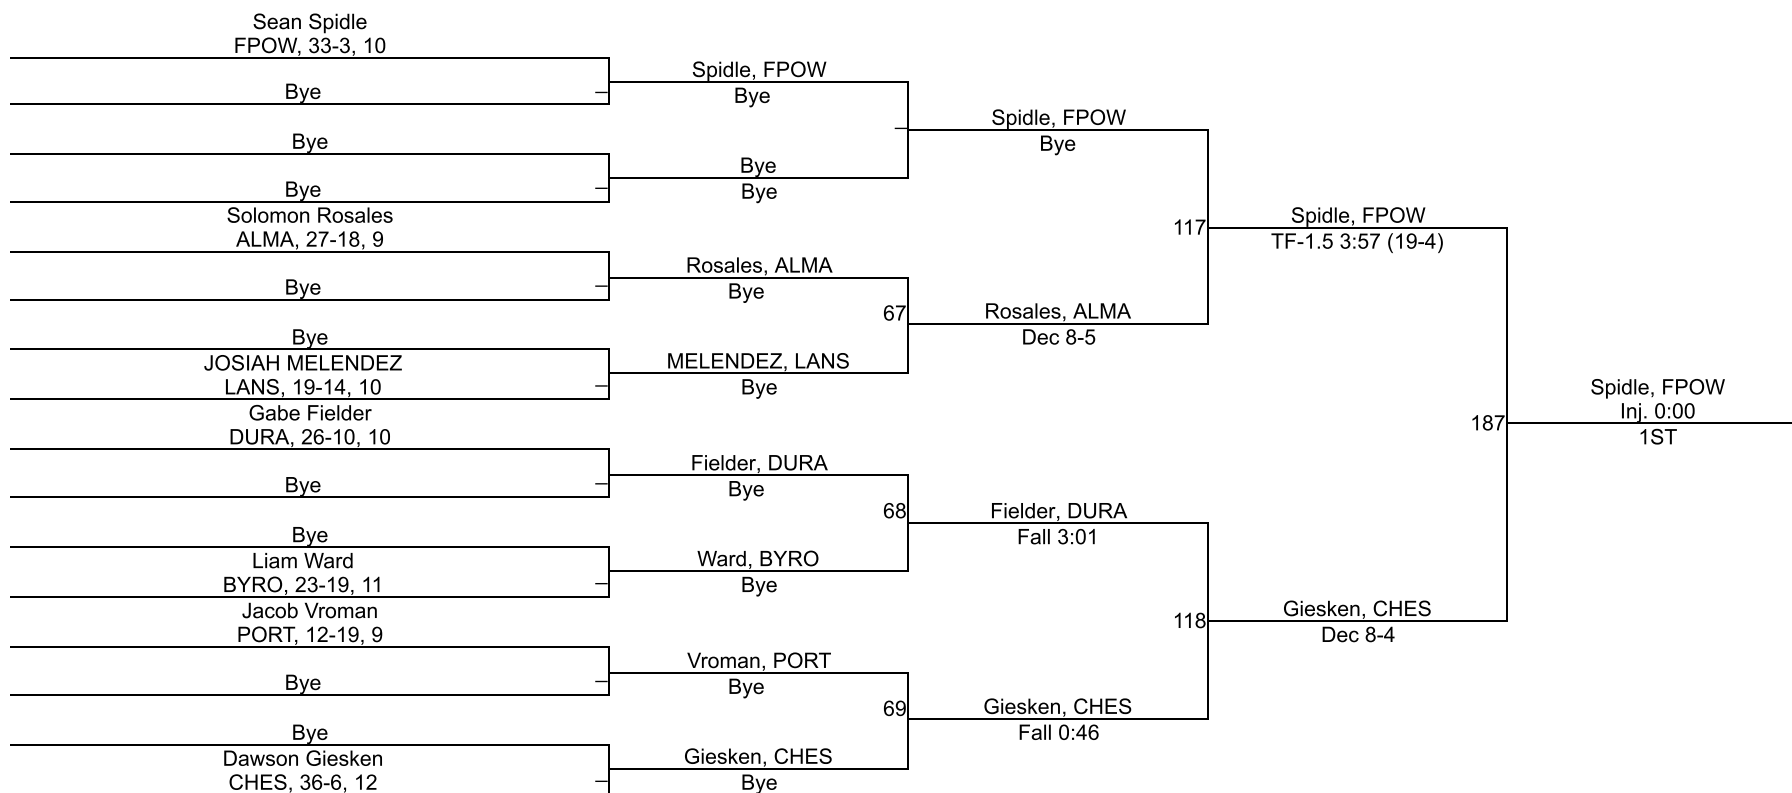 Sean Spidle
FPOW, 33-3, 10
Bye
Bye
Bye
Solomon Rosales
ALMA, 27-18, 9
Bye
Bye
JOSIAH MELENDEZ
LANS, 19-14, 10
Gabe Fielder
DURA, 26-10, 10
Bye
Bye
Liam Ward
BYRO, 23-19, 11
Jacob Vroman
PORT, 12-19, 9
Bye
Bye
Dawson Giesken
CHES, 36-6, 12
Spidle, FPOW
Bye
Bye
Bye
Rosales, ALMA
Bye
67
MELENDEZ, LANS
Bye
Fielder, DURA
Bye
68
Ward, BYRO
Bye
Vroman, PORT
Bye
69
Giesken, CHES
Bye
Spidle, FPOW
Bye
117
Rosales, ALMA
Dec 8-5
Fielder, DURA
Fall 3:01
118
Giesken, CHES
Fall 0:46
Spidle, FPOW
TF-1.5 3:57 (19-4)
187
Giesken, CHES
Dec 8-4
Spidle, FPOW
Inj. 0:00
1ST